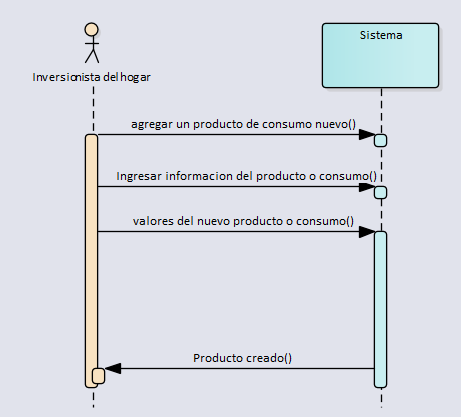 Sistema
Inversionista del hogar
agregar un producto de consumo nuevo()
Ingresar informacion del producto o consumo()
valores del nuevo producto o consumo()
Producto creado()